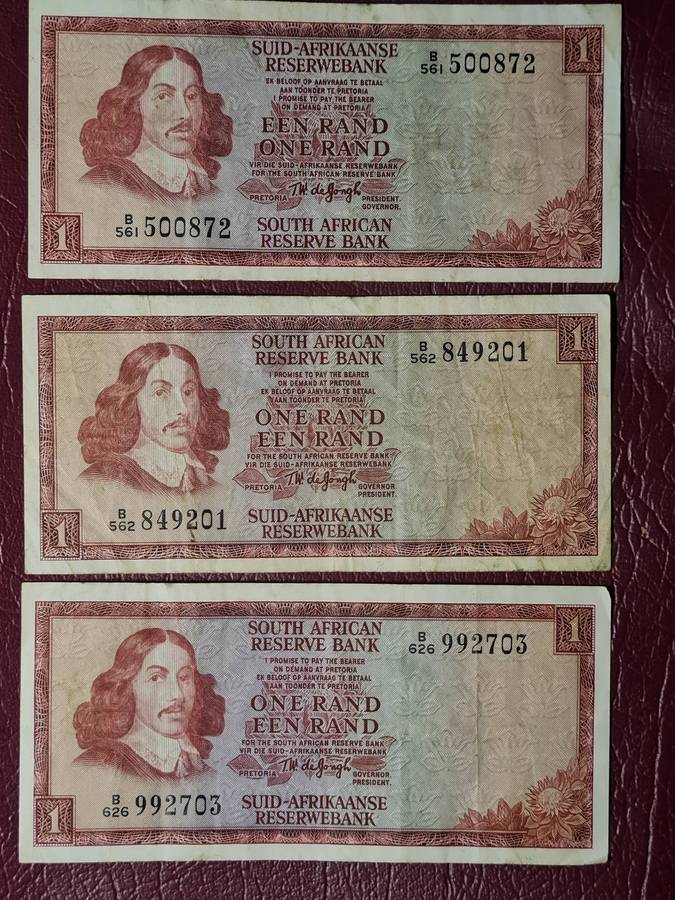 SUID-AFRIKAANSE
RESERWEBANK
1
B
561 500872
EK BELOOF OP AANVRAAG TE BETAAL
AAN TOONDER TE PRETORIA
I PROMISE TO PAY THE BEARER
ON DEMAND AT PRETORIA
EEN RAND
ONE RAND
VIR DIE SUID-AFRIKAANSE RESERWEBANK
FOR THE SOUTH AFRICAN RESERVE BANK
T.W. de Jongh
PRETORIA
PRESIDENT.
GOVERNOR.
1
B
561 500872
SOUTH AFRICAN
RESERVE BANK
SOUTH AFRICAN
RESERVE BANK
1
B
562 849201
I PROMISE TO PAY THE BEARER
ON DEMAND AT PRETORIA
EK BELOOF OP AANVRAAG TE BETAAL
AAN TOONDER TE PRETORIA
ONE RAND
EEN RAND
FOR THE SOUTH AFRICAN RESERVE BANK
VIR DIE SUID-AFRIKAANSE RESERWEBANK
T.W. de Jongh
PRETORIA
GOVERNOR.
PRESIDENT.
1
B
562 849201
SUID-AFRIKAANSE
RESERWEBANK
SOUTH AFRICAN
RESERVE BANK
1
B
626 992703
I PROMISE TO PAY THE BEARER
ON DEMAND AT PRETORIA
EK BELOOF OP AANVRAAG TE BETAAL
AAN TOONDER TE PRETORIA
ONE RAND
EEN RAND
FOR THE SOUTH AFRICAN RESERVE BANK
VIR DIE SUID-AFRIKAANSE RESERWEBANK
T.W. de Jongh
PRETORIA
GOVERNOR.
PRESIDENT.
1
B
626 992703
SUID-AFRIKAANSE
RESERWEBANK